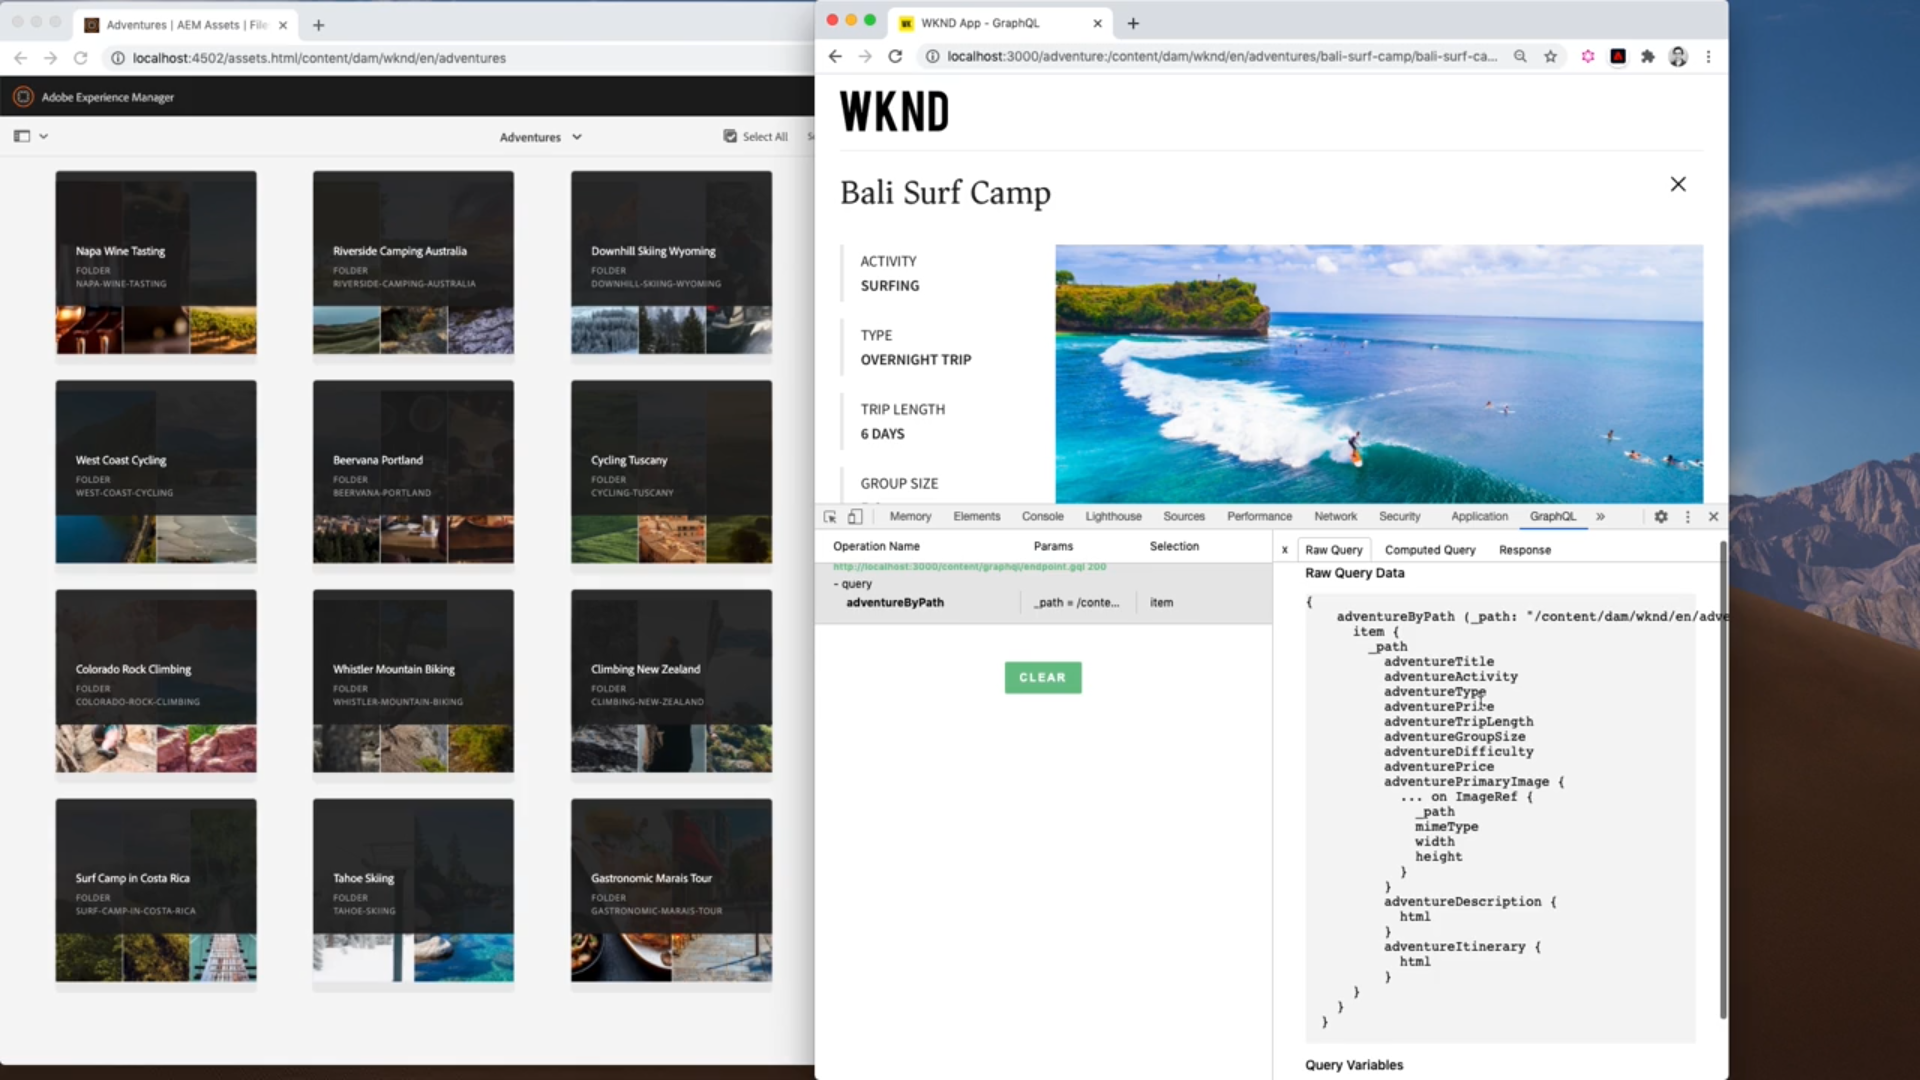 Adventures | AEM Assets | File
localhost:4502/assets.html/content/dam/wknd/en/adventures
Adobe Experience Manager
Adventures
Select All
Napa Wine Tasting
FOLDER
NAPA-WINE-TASTING
Riverside Camping Australia
FOLDER
RIVERSIDE-CAMPING-AUSTRALIA
Downhill Skiing Wyoming
FOLDER
DOWNHILL-SKIING-WYOMING
West Coast Cycling
FOLDER
WEST-COAST-CYCLING
Beervana Portland
FOLDER
BEERVANA-PORTLAND
Cycling Tuscany
FOLDER
CYCLING-TUSCANY
Colorado Rock Climbing
FOLDER
COLORADO-ROCK-CLIMBING
Whistler Mountain Biking
FOLDER
WHISTLER-MOUNTAIN-BIKING
Climbing New Zealand
FOLDER
CLIMBING-NEW-ZEALAND
Surf Camp in Costa Rica
FOLDER
SURF-CAMP-IN-COSTA-RICA
Tahoe Skiing
FOLDER
TAHOE-SKIING
Gastronomic Marais Tour
FOLDER
GASTRONOMIC-MARAIS-TOUR
WKND App - GraphQL
localhost:3000/adventure:/content/dam/wknd/en/adventures/bali-surf-camp/bali-surf-ca...
WKND
Bali Surf Camp
ACTIVITY
SURFING
TYPE
OVERNIGHT TRIP
TRIP LENGTH
6 DAYS
GROUP SIZE
Memory Elements Console Lighthouse Sources Performance Network Security Application GraphQL »
Operation Name Params Selection
http://localhost:3000/content/graphql/endpoint.gql 200
- query
adventureByPath _path = /conte... item
CLEAR
x Raw Query Computed Query Response
Raw Query Data
{
adventureByPath (_path: "/content/dam/wknd/en/adve
item {
_path
adventureTitle
adventureActivity
adventureType
adventurePrice
adventureTripLength
adventureGroupSize
adventureDifficulty
adventurePrice
adventurePrimaryImage {
... on ImageRef {
_path
mimeType
width
height
}
}
adventureDescription {
html
}
adventureItinerary {
html
}
}
}
}
Query Variables